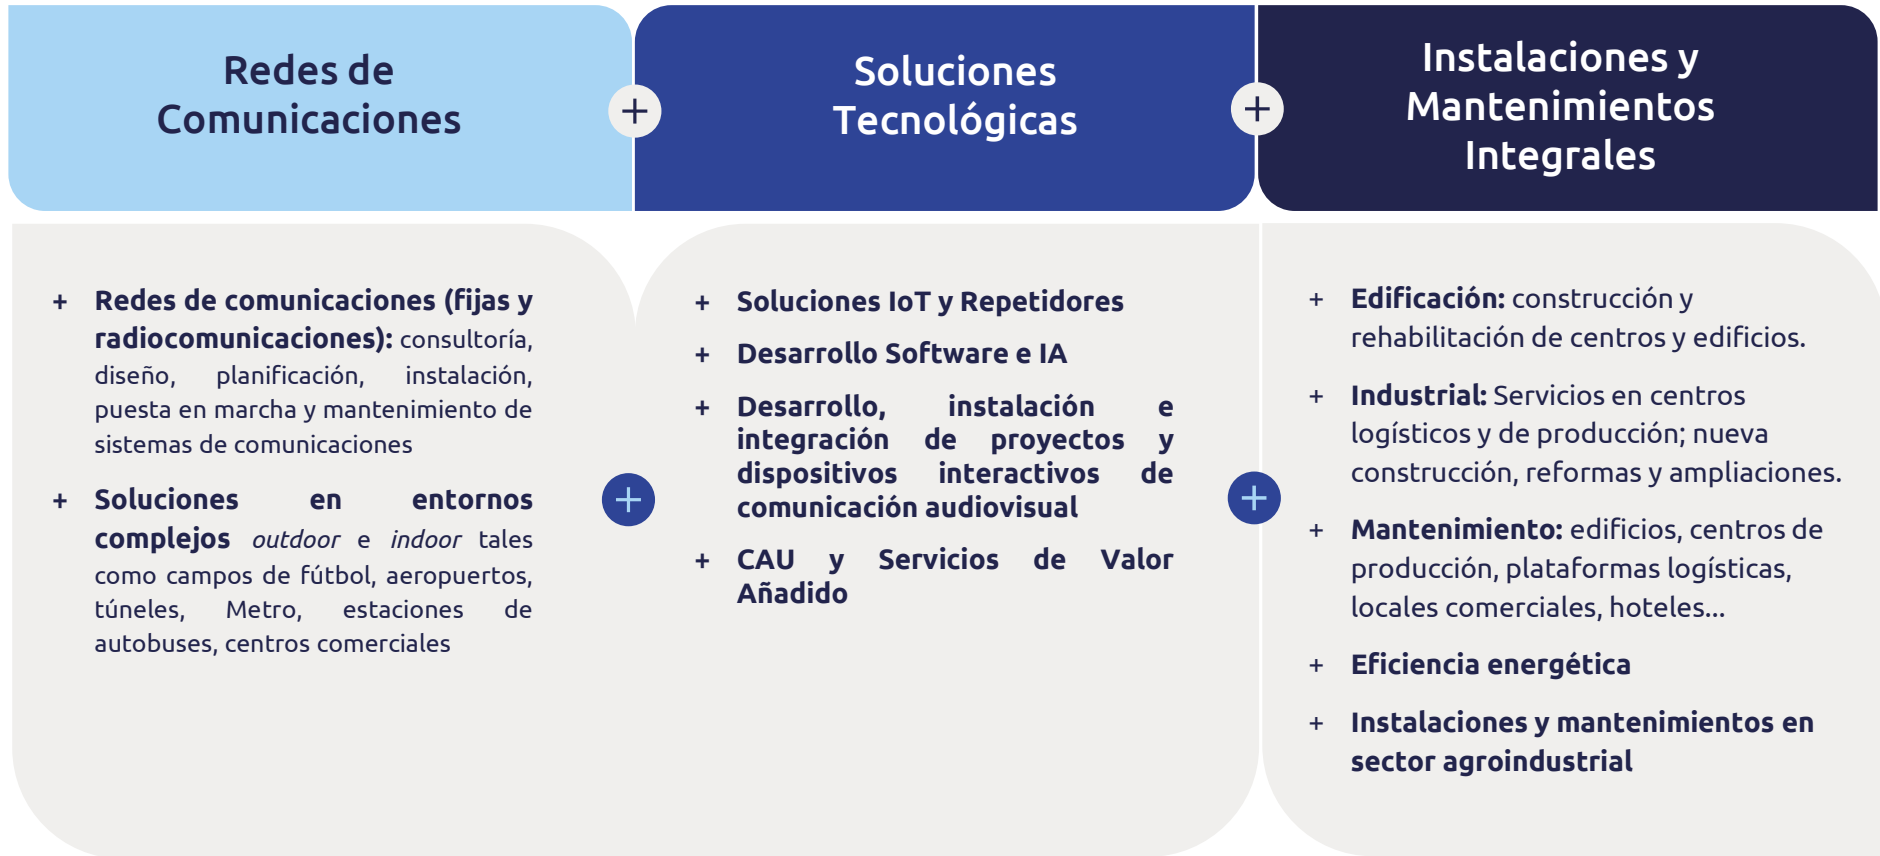 Redes de
Comunicaciones
+
Soluciones
Tecnológicas
+
Instalaciones y
Mantenimientos
Integrales
+ Redes de comunicaciones (fijas y
radiocomunicaciones): consultoría,
diseño, planificación, instalación,
puesta en marcha y mantenimiento de
sistemas de comunicaciones
+ Soluciones en entornos
complejos outdoor e indoor tales
como campos de fútbol, aeropuertos,
túneles, Metro, estaciones de
autobuses, centros comerciales
+
+ Soluciones IoT y Repetidores
+ Desarrollo Software e IA
+ Desarrollo, instalación e
integración de proyectos y
dispositivos interactivos de
comunicación audiovisual
+ CAU y Servicios de Valor
Añadido
+
+ Edificación: construcción y
rehabilitación de centros y edificios.
+ Industrial: Servicios en centros
logísticos y de producción; nueva
construcción, reformas y ampliaciones.
+ Mantenimiento: edificios, centros de
producción, plataformas logísticas,
locales comerciales, hoteles...
+ Eficiencia energética
+ Instalaciones y mantenimientos en
sector agroindustrial